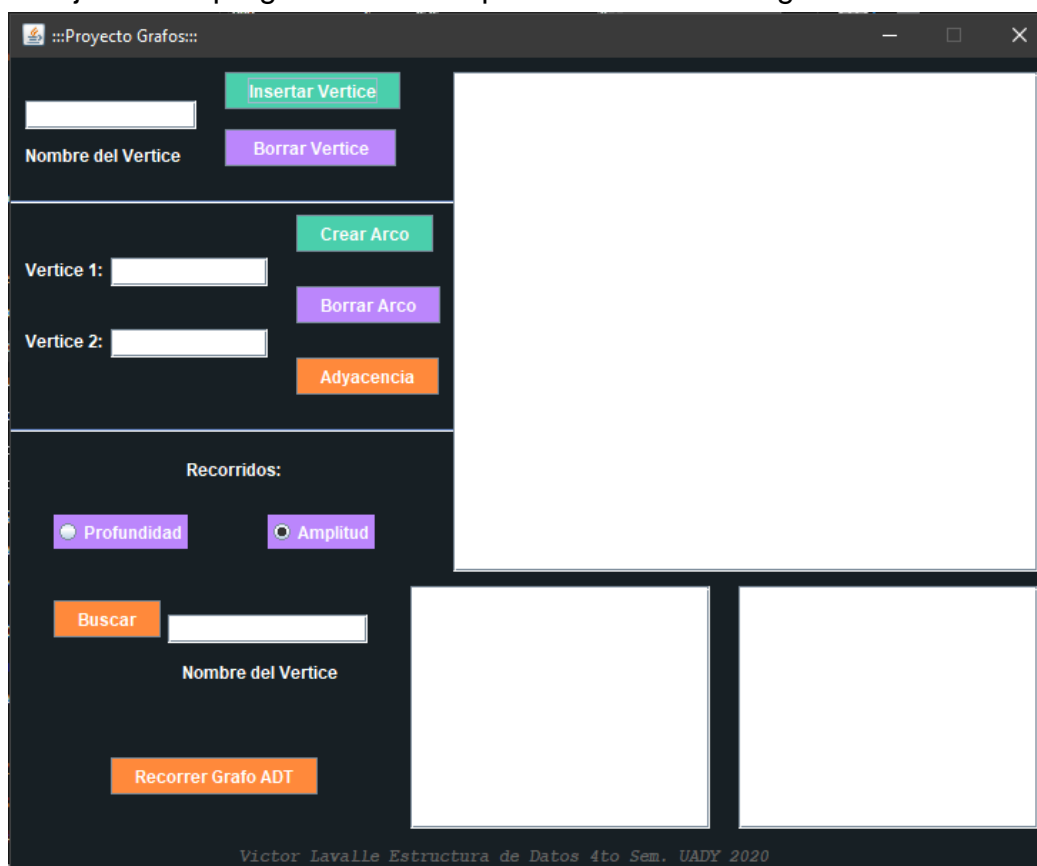 :::Proyecto Grafos:::
Insertar Vertice
Nombre del Vertice
Borrar Vertice
Crear Arco
Vertice 1:
Borrar Arco
Vertice 2:
Adyacencia
Recorridos:
Profundidad
Amplitud
Buscar
Nombre del Vertice
Recorrer Grafo ADT
Victor Lavalle Estructura de Datos 4to Sem. UADY 2020